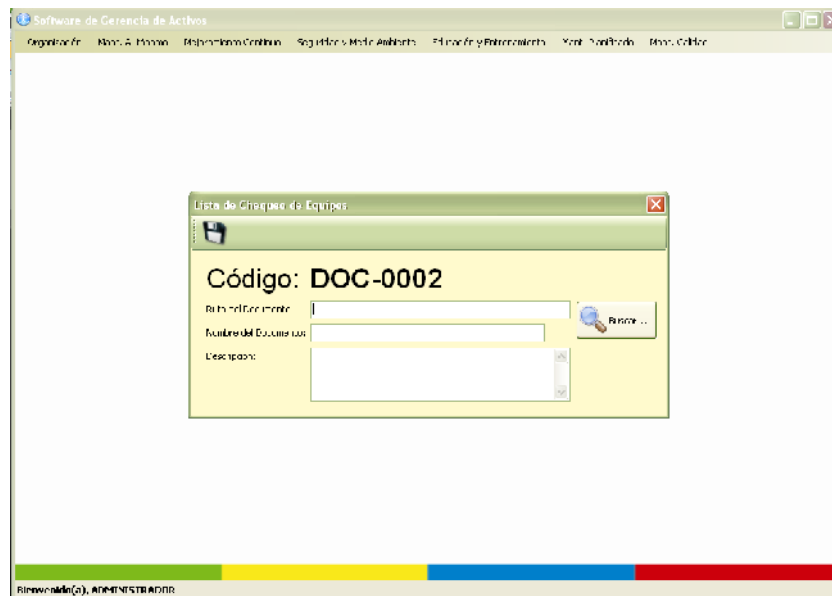 Software de Gerencia de Activos
Organización Mant. Autónomo Mejoramiento Continuo Seguridad y Medio Ambiente Educación y Entrenamiento Mant. Planificado Mant. Calidad
Lista de Chequeo de Equipos
Código: DOC-0002
Ruta del Documento:
Buscar ...
Nombre del Documento:
Descripción:
Bienvenido(a), ADMINISTRADOR